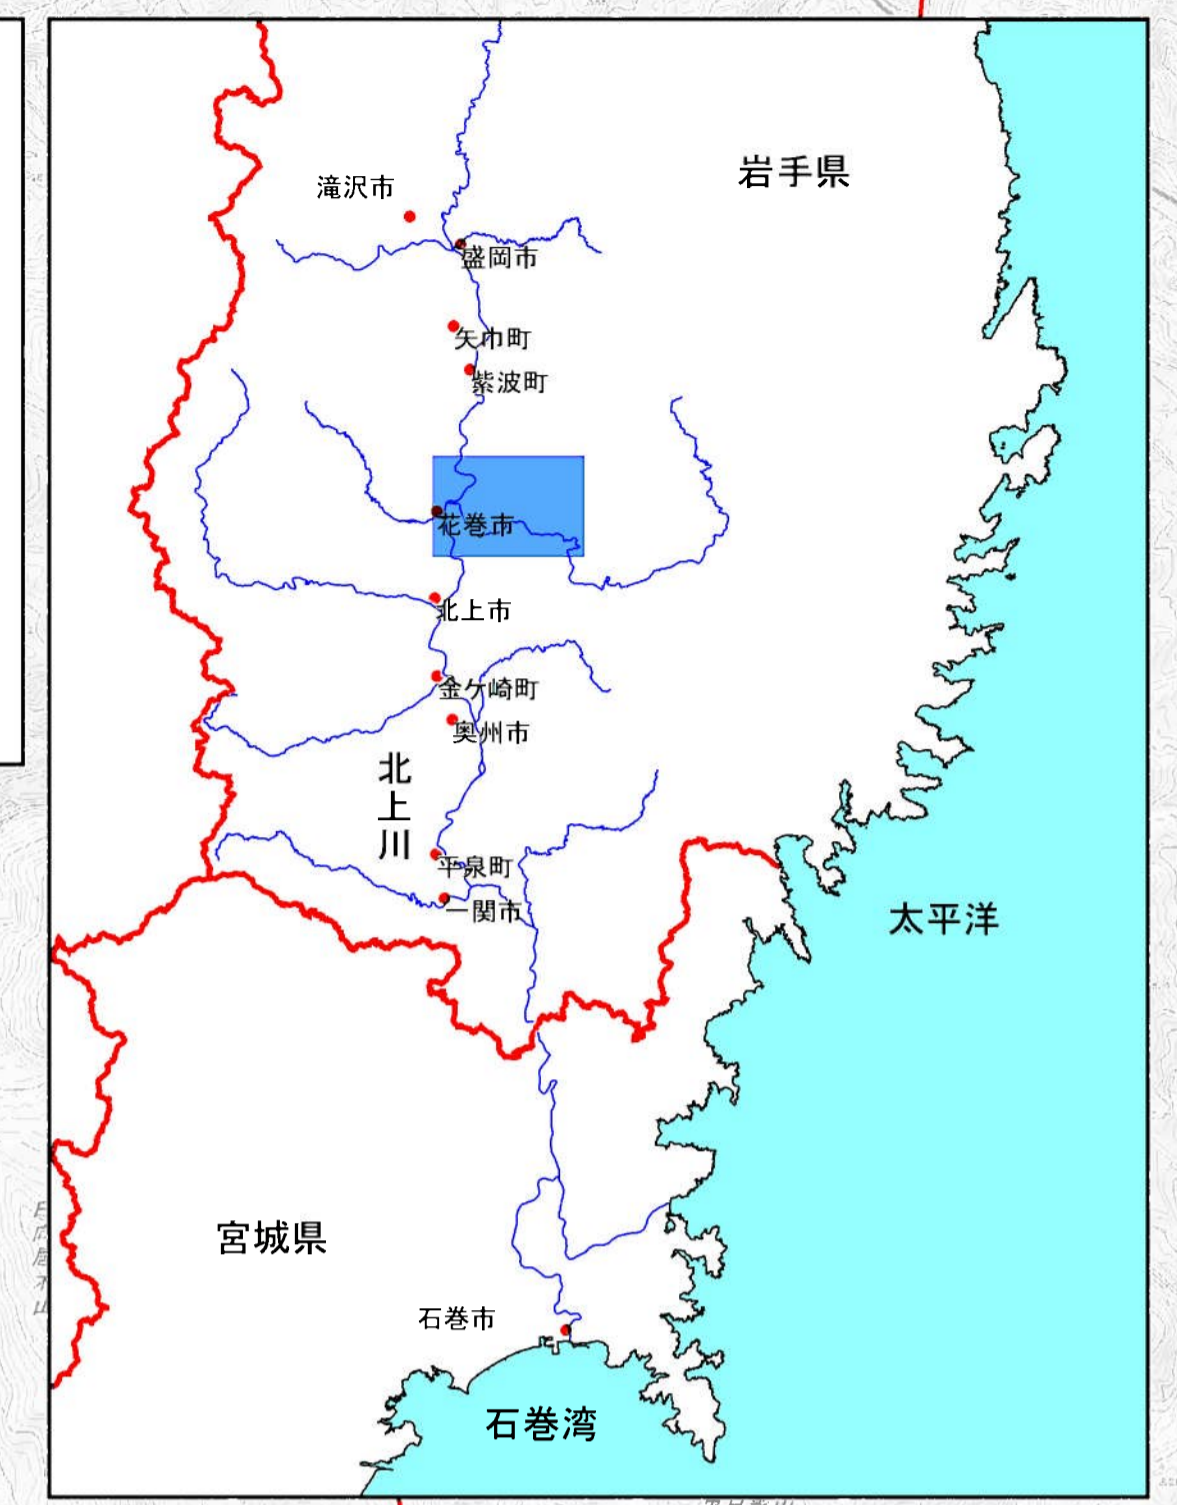 岩手県
滝沢市
盛岡市
矢巾町
紫波町
花巻市
北上市
金ケ崎町
奥州市
北上川
平泉町
一関市
太平洋
宮城県
石巻市
石巻湾